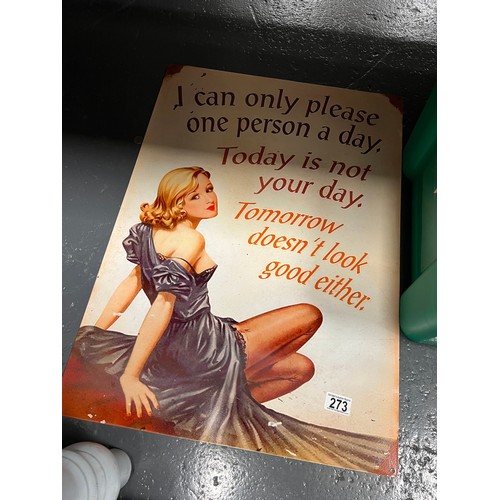 I can only please
one person a day.
Today is not
your day.
Tomorrow
doesn't look
good either.
273